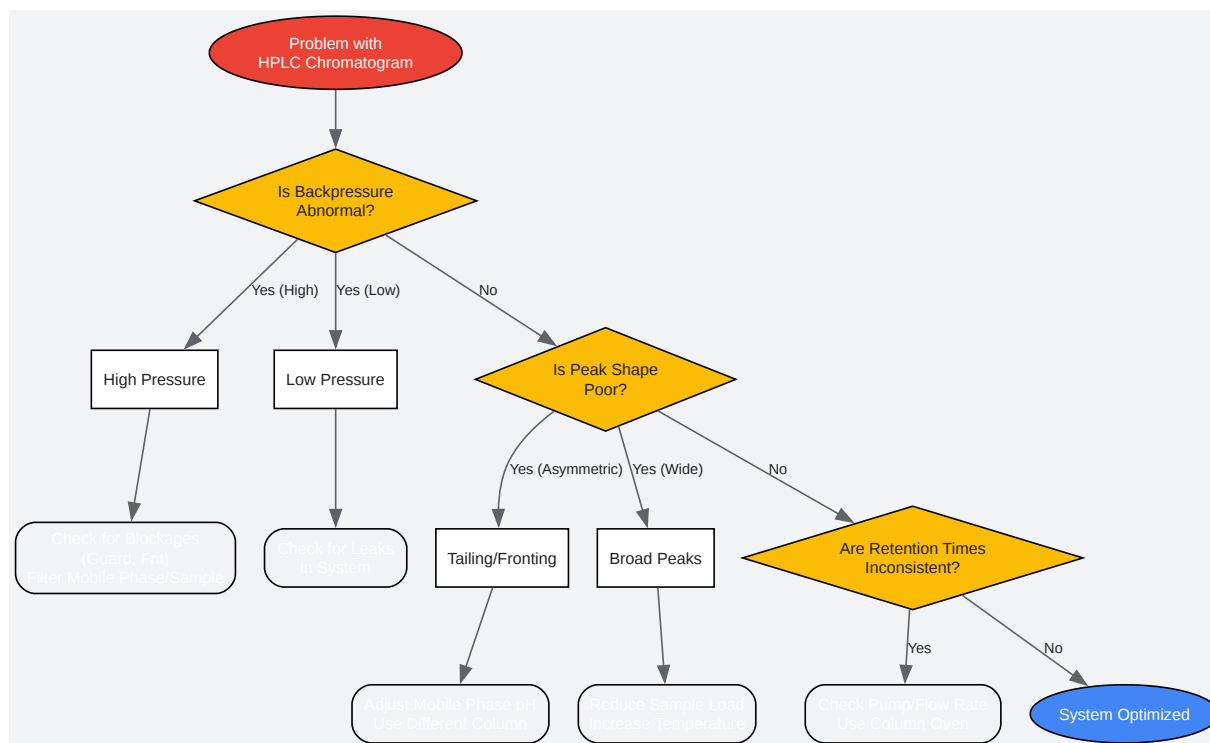 Problem with
HPLC Chromatogram
Is Backpressure
Abnormal?
Yes (High)
Yes (Low)
No
High Pressure
Low Pressure
Is Peak Shape
Poor?
Yes (Asymmetric)
Yes (Wide)
No
Check for Blockages
(Guard, Frit)
Filter Mobile Phase/Sample
Check for Leaks
in System
Tailing/Fronting
Broad Peaks
Are Retention Times
Inconsistent?
Yes
No
Adjust Mobile Phase pH
Use Different Column
Reduce Sample Load
Increase Temperature
Check Pump/Flow Rate
Use Column Oven
System Optimized